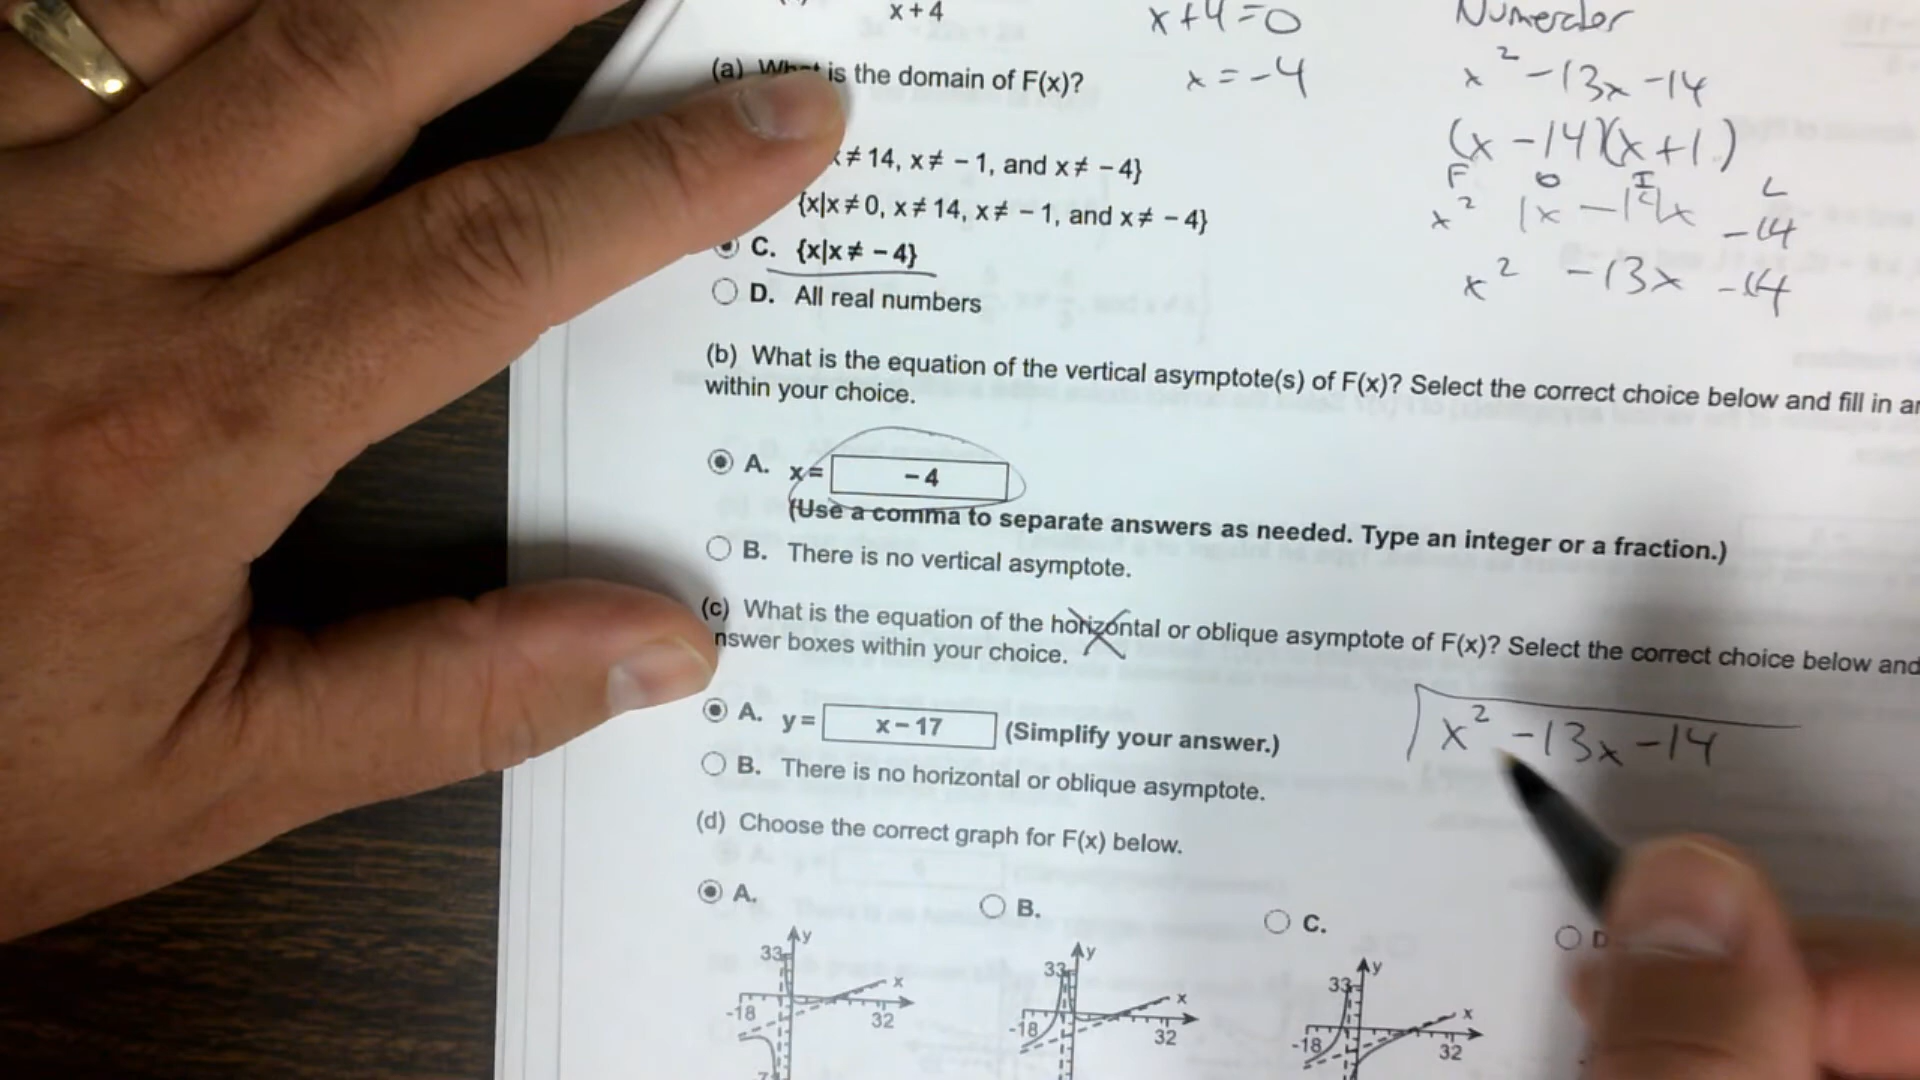 x + 4
x + 4 = 0
Numerator
(a) What is the domain of F(x)?
x = -4
x² - 13x - 14
x ≠ 14, x ≠ - 1, and x ≠ - 4}
(x - 14)(x + 1)
F O I L
{x|x ≠ 0, x ≠ 14, x ≠ - 1, and x ≠ - 4}
x² 1x - 14x - 14
C. {x|x ≠ - 4}
x² - 13x - 14
D. All real numbers
(b) What is the equation of the vertical asymptote(s) of F(x)? Select the correct choice below and fill in
within your choice.
A. x = - 4
(Use a comma to separate answers as needed. Type an integer or a fraction.)
B. There is no vertical asymptote.
(c) What is the equation of the horizontal or oblique asymptote of F(x)? Select the correct choice below and
nswer boxes within your choice.
A. y = x - 17 (Simplify your answer.)
x² - 13x - 14
B. There is no horizontal or oblique asymptote.
(d) Choose the correct graph for F(x) below.
A. B. C. D
33 y x -18 32
33 y x -18 32
33 y x -18 32